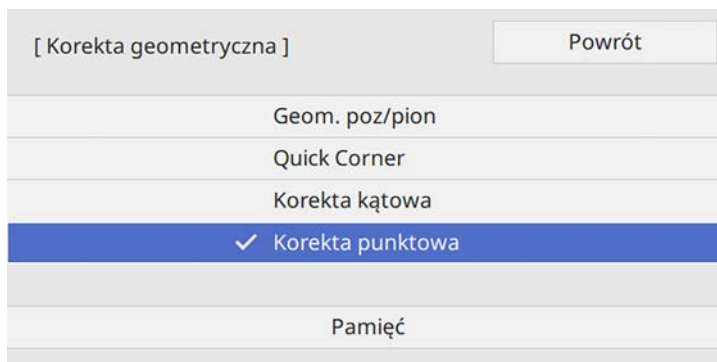 [ Korekta geometryczna ]
Powrót
Geom. poz/pion
Quick Corner
Korekta kątowa
Korekta punktowa
Pamięć